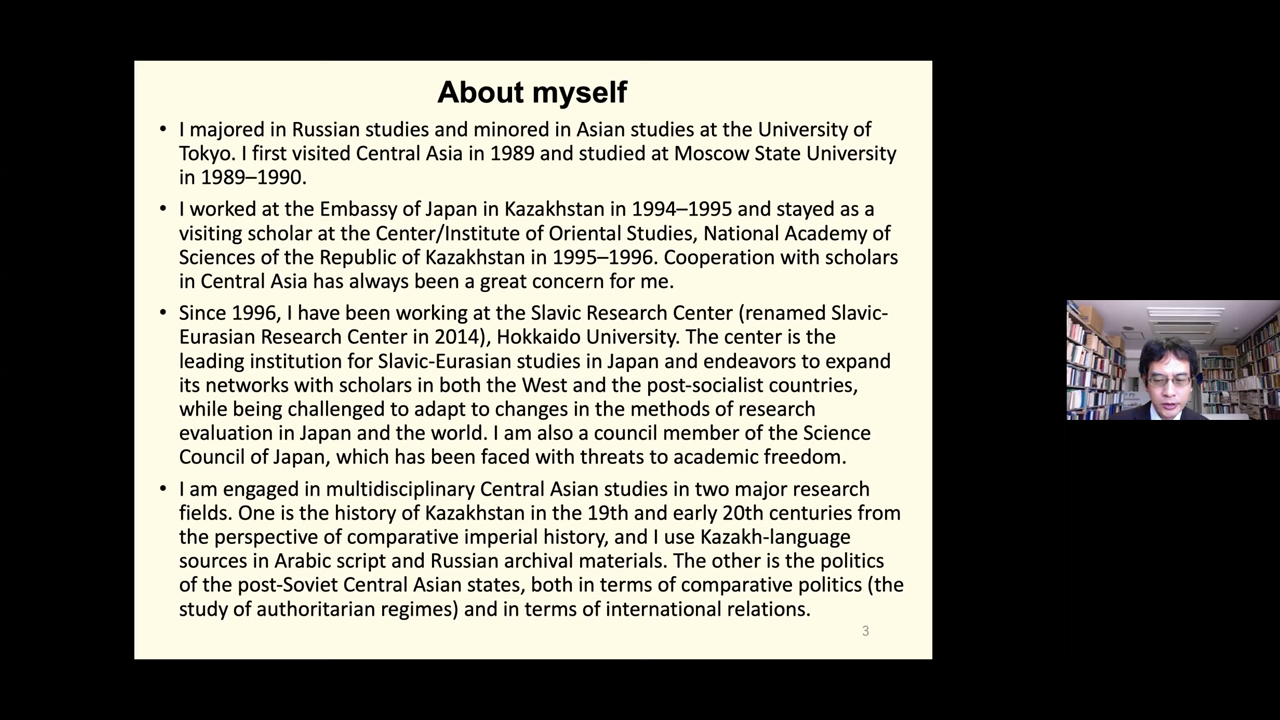 About myself
• I majored in Russian studies and minored in Asian studies at the University of
Tokyo. I first visited Central Asia in 1989 and studied at Moscow State University
in 1989–1990.
• I worked at the Embassy of Japan in Kazakhstan in 1994–1995 and stayed as a
visiting scholar at the Center/Institute of Oriental Studies, National Academy of
Sciences of the Republic of Kazakhstan in 1995–1996. Cooperation with scholars
in Central Asia has always been a great concern for me.
• Since 1996, I have been working at the Slavic Research Center (renamed Slavic-
Eurasian Research Center in 2014), Hokkaido University. The center is the
leading institution for Slavic-Eurasian studies in Japan and endeavors to expand
its networks with scholars in both the West and the post-socialist countries,
while being challenged to adapt to changes in the methods of research
evaluation in Japan and the world. I am also a council member of the Science
Council of Japan, which has been faced with threats to academic freedom.
• I am engaged in multidisciplinary Central Asian studies in two major research
fields. One is the history of Kazakhstan in the 19th and early 20th centuries from
the perspective of comparative imperial history, and I use Kazakh-language
sources in Arabic script and Russian archival materials. The other is the politics
of the post-Soviet Central Asian states, both in terms of comparative politics (the
study of authoritarian regimes) and in terms of international relations.
3